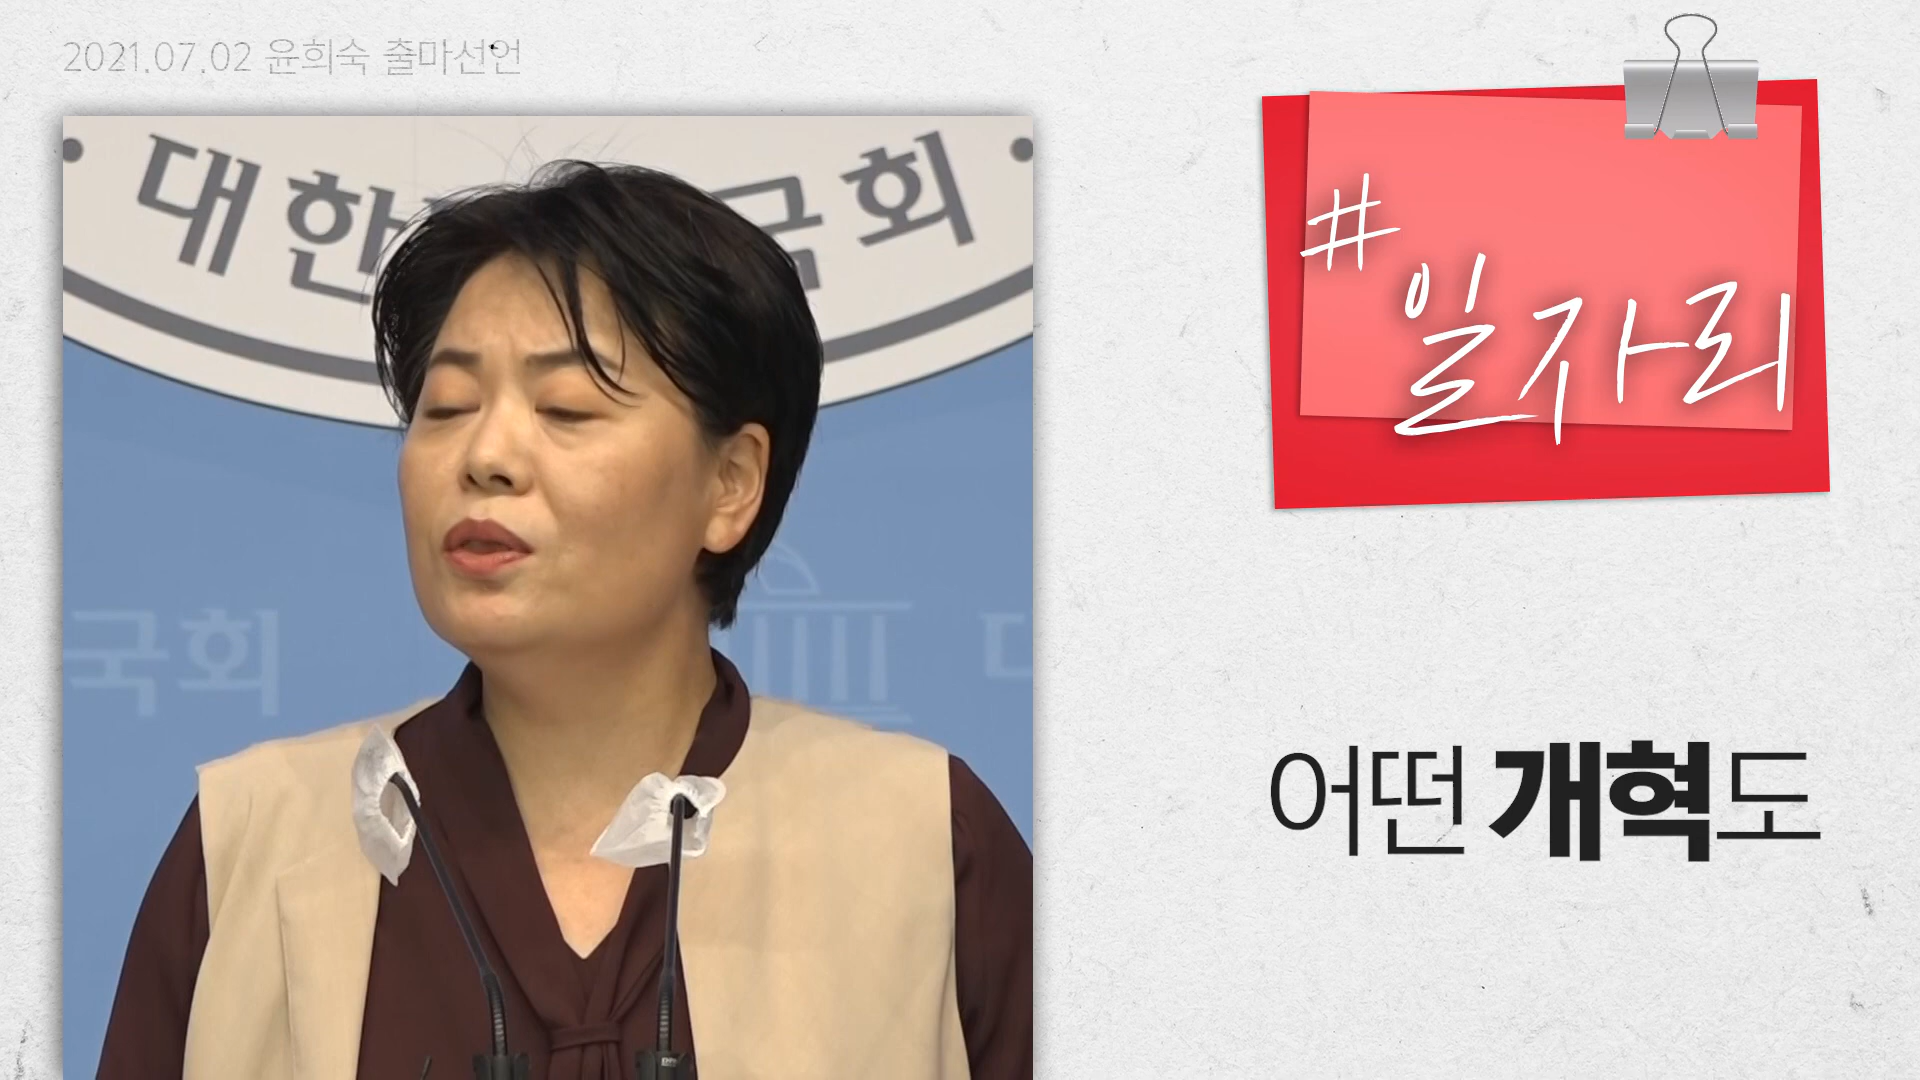 2021.07.02 윤희숙 출마선언
대한 국회
국회
#일자리
어떤 개혁도